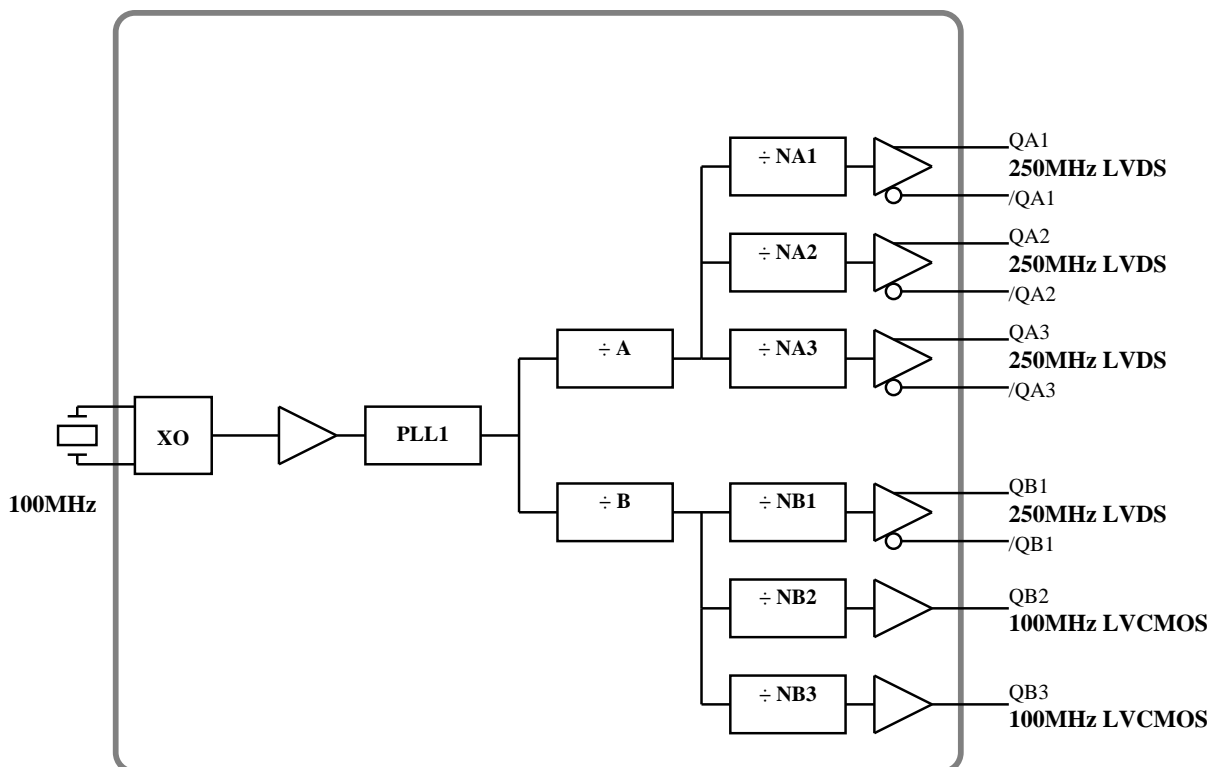 ÷ NA1
QA1
250MHz LVDS
/QA1
÷ NA2
QA2
250MHz LVDS
/QA2
÷ A
÷ NA3
QA3
250MHz LVDS
/QA3
XO
PLL1
100MHz
÷ B
÷ NB1
QB1
250MHz LVDS
/QB1
÷ NB2
QB2
100MHz LVCMOS
÷ NB3
QB3
100MHz LVCMOS